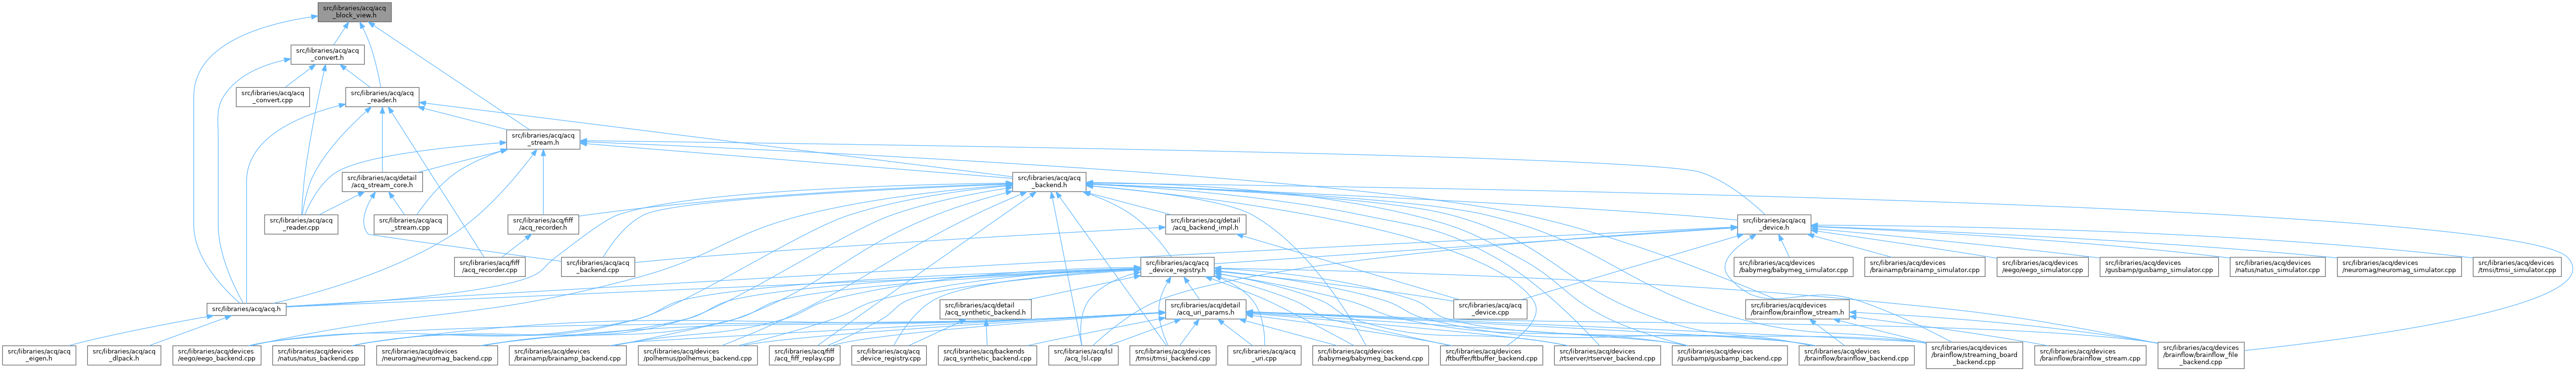 src/libraries/acq/acq
_block_view.h
src/libraries/acq/acq
_convert.h
src/libraries/acq/acq
_convert.cpp
src/libraries/acq/acq
_reader.h
src/libraries/acq/acq
_stream.h
src/libraries/acq/detail
/acq_stream_core.h
src/libraries/acq/acq
_backend.h
src/libraries/acq/acq
_reader.cpp
src/libraries/acq/acq
_stream.cpp
src/libraries/acq/fiff
/acq_recorder.h
src/libraries/acq/detail
/acq_backend_impl.h
src/libraries/acq/acq
_device.h
src/libraries/acq/fiff
/acq_recorder.cpp
src/libraries/acq/acq
_backend.cpp
src/libraries/acq/acq
_device_registry.h
src/libraries/acq/devices
/babymeg/babymeg_simulator.cpp
src/libraries/acq/devices
/brainamp/brainamp_simulator.cpp
src/libraries/acq/devices
/eego/eego_simulator.cpp
src/libraries/acq/devices
/gusbamp/gusbamp_simulator.cpp
src/libraries/acq/devices
/natus/natus_simulator.cpp
src/libraries/acq/devices
/neuromag/neuromag_simulator.cpp
src/libraries/acq/devices
/tmsi/tmsi_simulator.cpp
src/libraries/acq/acq.h
src/libraries/acq/detail
/acq_synthetic_backend.h
src/libraries/acq/detail
/acq_uri_params.h
src/libraries/acq/acq
_device.cpp
src/libraries/acq/devices
/brainflow/brainflow_stream.h
src/libraries/acq/acq
_eigen.h
src/libraries/acq/acq
_dlpack.h
src/libraries/acq/devices
/eego/eego_backend.cpp
src/libraries/acq/devices
/natus/natus_backend.cpp
src/libraries/acq/devices
/neuromag/neuromag_backend.cpp
src/libraries/acq/devices
/brainamp/brainamp_backend.cpp
src/libraries/acq/devices
/polhemus/polhemus_backend.cpp
src/libraries/acq/fiff
/acq_fiff_replay.cpp
src/libraries/acq/acq
_device_registry.cpp
src/libraries/acq/backends
/acq_synthetic_backend.cpp
src/libraries/acq/lsl
/acq_lsl.cpp
src/libraries/acq/devices
/tmsi/tmsi_backend.cpp
src/libraries/acq/acq
_uri.cpp
src/libraries/acq/devices
/babymeg/babymeg_backend.cpp
src/libraries/acq/devices
/ftbuffer/ftbuffer_backend.cpp
src/libraries/acq/devices
/rtserver/rtserver_backend.cpp
src/libraries/acq/devices
/gusbamp/gusbamp_backend.cpp
src/libraries/acq/devices
/brainflow/brainflow_backend.cpp
src/libraries/acq/devices
/brainflow/streaming_board
_backend.cpp
src/libraries/acq/devices
/brainflow/brainflow_stream.cpp
src/libraries/acq/devices
/brainflow/brainflow_file
_backend.cpp